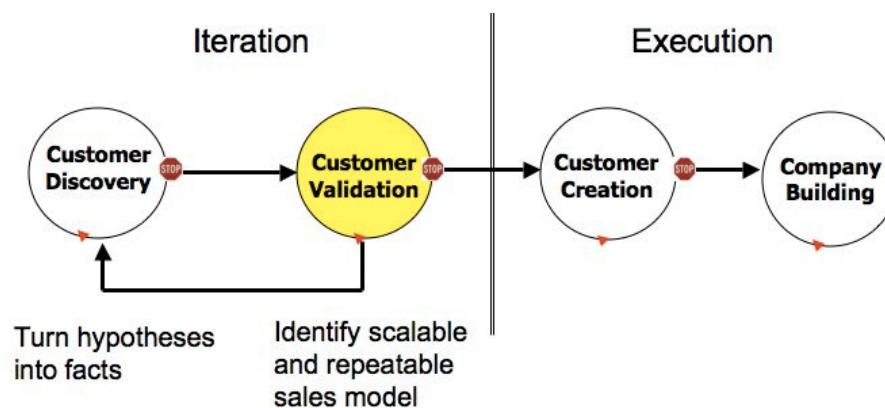 Iteration
Execution
Customer
Discovery
STOP
Customer
Validation
STOP
Customer
Creation
STOP
Company
Building
Turn hypotheses
into facts
Identify scalable
and repeatable
sales model